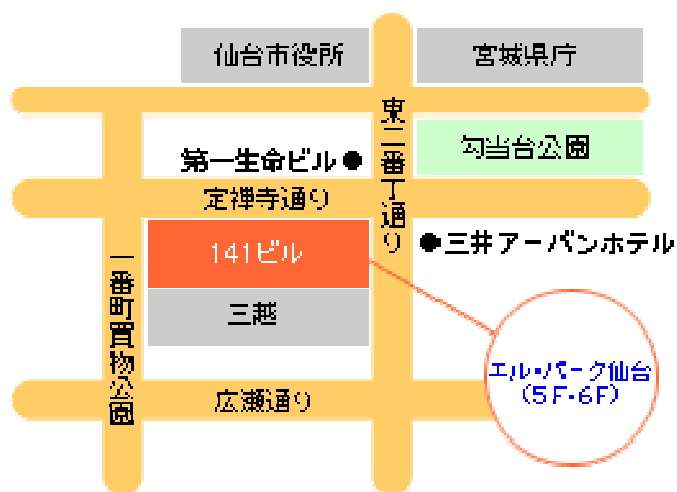 仙台市役所
宮城県庁
東二番丁通り
勾当台公園
第一生命ビル●
定禅寺通り
141ビル
●三井アーバンホテル
一番町買物公園
三越
エル・パーク仙台
(5F・6F)
広瀬通り